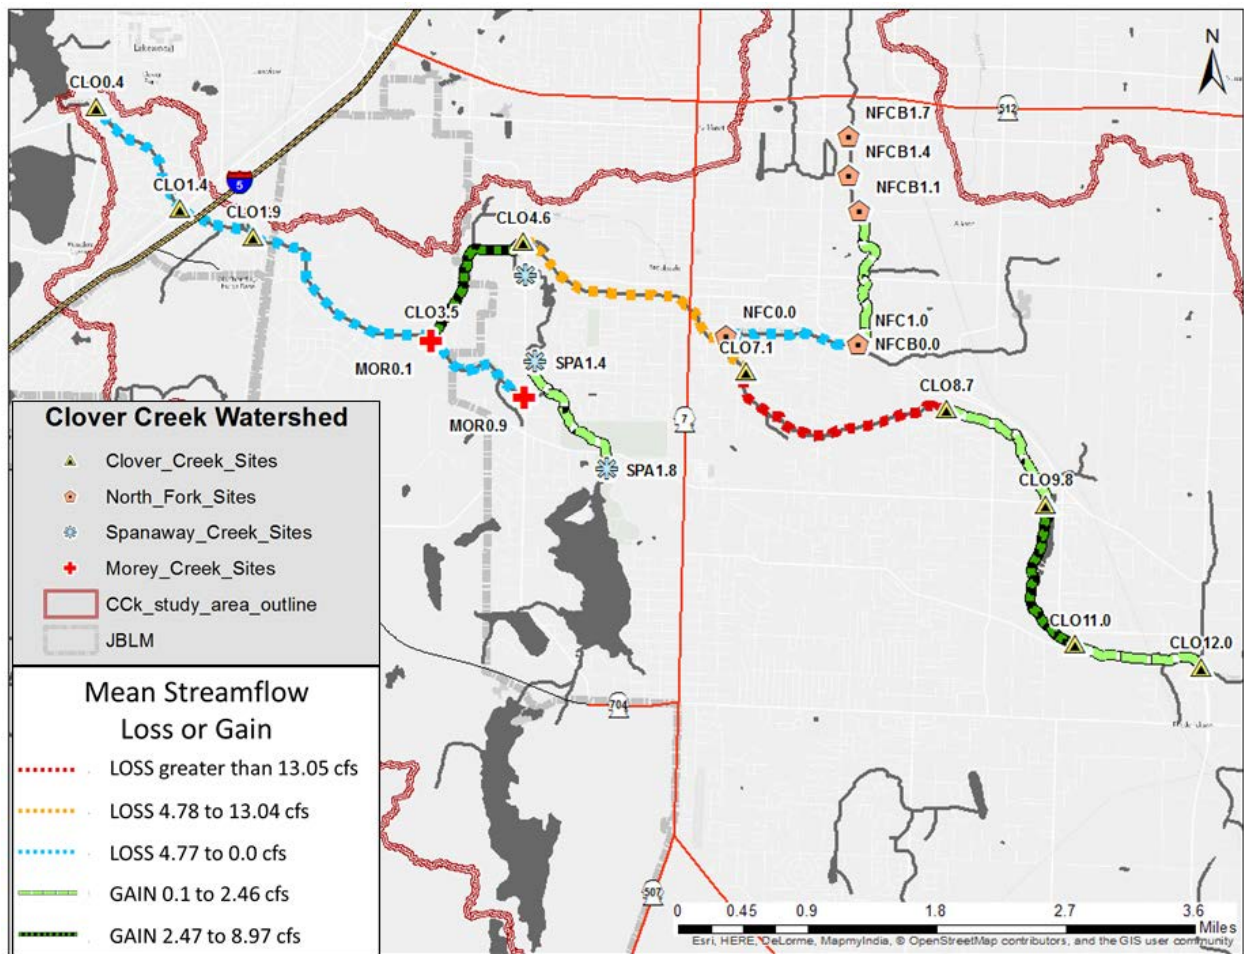 N
Lakewood
CLO0.4
512
NFCB1.7
NFCB1.4
CLO1.4
5
CLO1.9
NFCB1.1
CLO4.6
CLO3.5
NFC0.0
NFC1.0
CLO7.1
NFCB0.0
MOR0.1
SPA1.4
CLO8.7
7
MOR0.9
SPA1.8
CLO9.8
CLO11.0
CLO12.0
704
507
Clover Creek Watershed
Clover_Creek_Sites
North_Fork_Sites
Spanaway_Creek_Sites
Morey_Creek_Sites
CCk_study_area_outline
JBLM
Mean Streamflow
Loss or Gain
LOSS greater than 13.05 cfs
LOSS 4.78 to 13.04 cfs
LOSS 4.77 to 0.0 cfs
GAIN 0.1 to 2.46 cfs
GAIN 2.47 to 8.97 cfs
0 0.45 0.9 1.8 2.7 3.6
Miles
Esri, HERE, DeLorme, MapmyIndia, © OpenStreetMap contributors, and the GIS user community